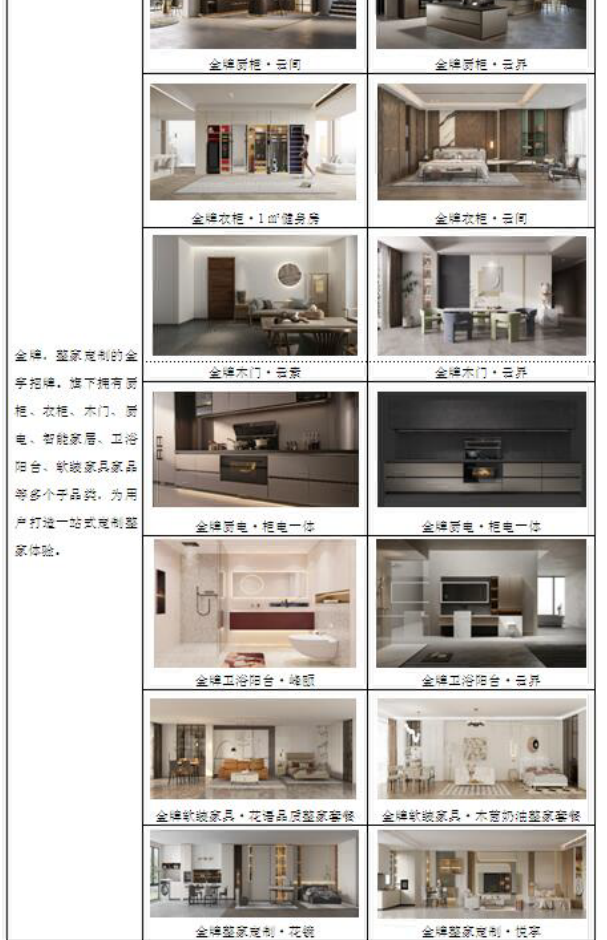 金牌厨柜·云间
金牌厨柜·云界
金牌衣柜·1㎡健身房
金牌衣柜·云间
金牌木门·云素
金牌木门·云界
金牌,整家定制的金
字招牌。旗下拥有厨
柜、衣柜、木门、厨
电、智能家居、卫浴
阳台、软装家具家品
等多个子品类,为用
户打造一站式定制整
家体验。
金牌厨电·柜电一体
金牌厨电·柜电一体
金牌卫浴阳台·峰颐
金牌卫浴阳台·云界
金牌软装家具·花语品质整家套餐
金牌软装家具·木茵奶油整家套餐
金牌整家定制·花镜
金牌整家定制·悦享